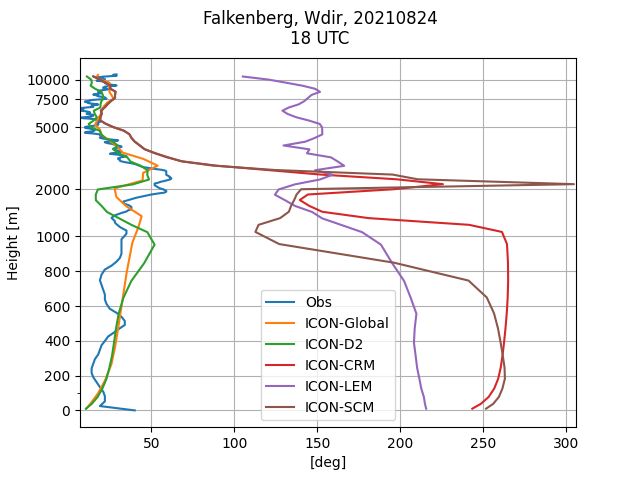 Falkenberg, Wdir, 20210824
18 UTC
10000
7500
5000
2000
1000
800
600
400
200
0
Height [m]
Obs
ICON-Global
ICON-D2
ICON-CRM
ICON-LEM
ICON-SCM
50 100 150 200 250 300
[deg]